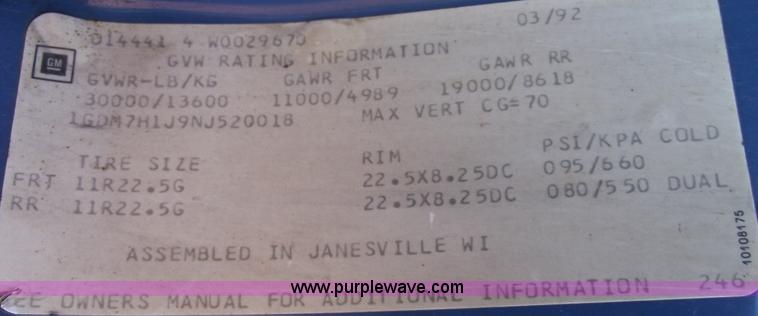 03/92
014441 4 W0029670
GM
GVW RATING INFORMATION
GVWR-LB/KG GAWR FRT GAWR RR
30000/13600 11000/4989 19000/8618
1GDM7H1J9NJ520018 MAX VERT CG=70
TIRE SIZE RIM PSI/KPA COLD
FRT 11R22.5G 22.5X8.25DC 095/660
RR 11R22.5G 22.5X8.25DC 080/550 DUAL
ASSEMBLED IN JANESVILLE WI
10108175
www.purplewave.com
OWNERS MANUAL FOR ADDITIONAL INFORMATION 246